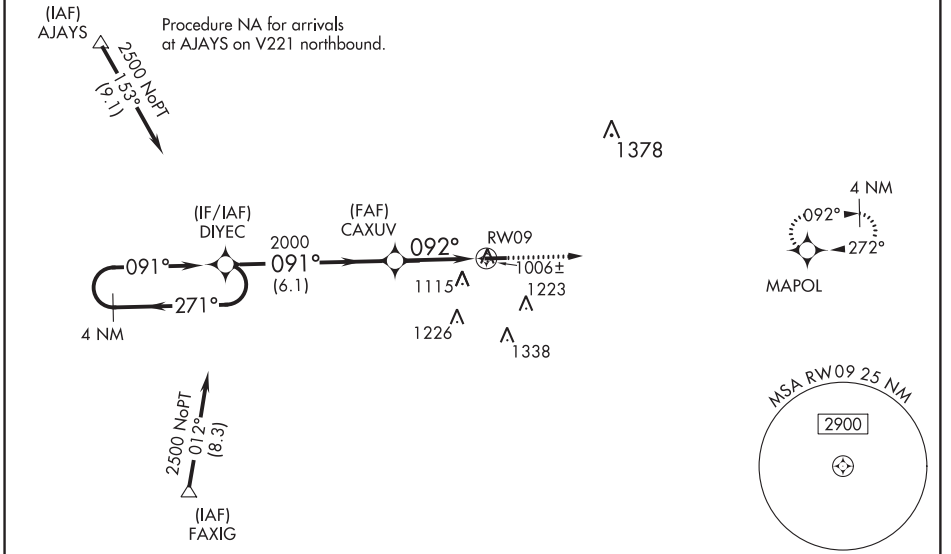 (IAF)
AJAYS
Procedure NA for arrivals
at AJAYS on V221 northbound.
2500 NoPT
153°
(9.1)
1378
4 NM
092°
272°
MAPOL
(IF/IAF)
DIYEC
2000
091°
(6.1)
(FAF)
CAXUV
092°
RW09
1006±
091°
271°
4 NM
1115
1223
1226
1338
2500 NoPT
012°
(8.3)
(IAF)
FAXIG
MSA RW09 25 NM
2900